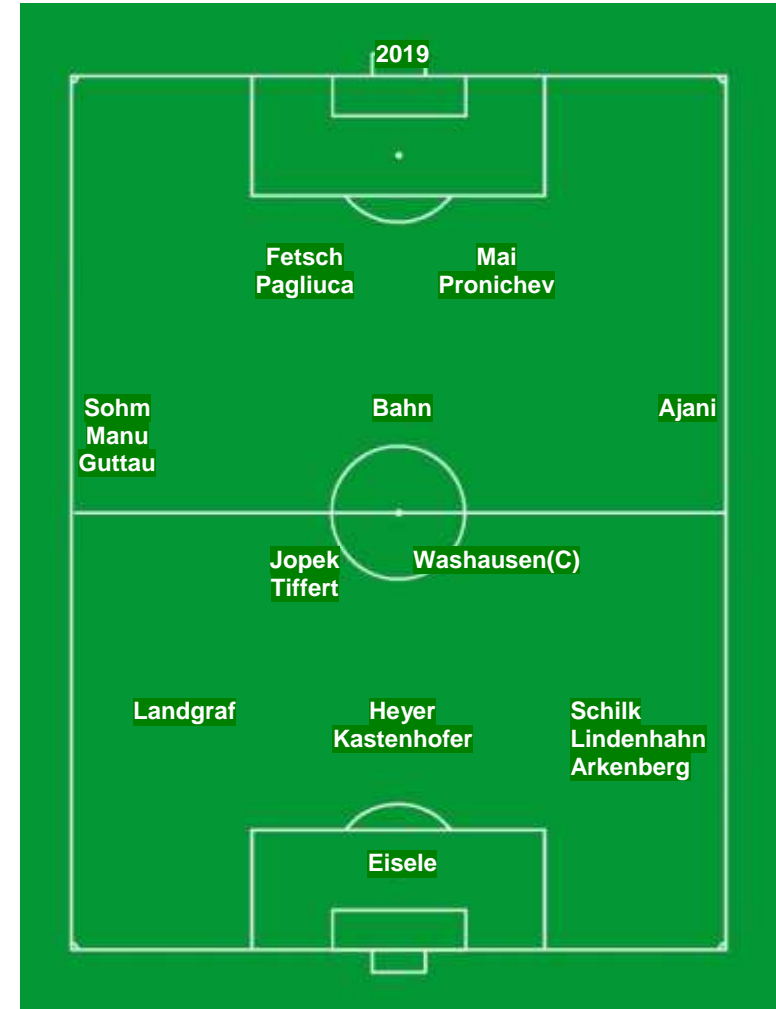 2019
Fetsch
Pagliuca
Mai
Pronichev
Sohm
Manu
Guttau
Bahn
Ajani
Jopek
Tiffert
Washausen(C)
Landgraf
Heyer
Kastenhofer
Schilk
Lindenhahn
Arkenberg
Eisele